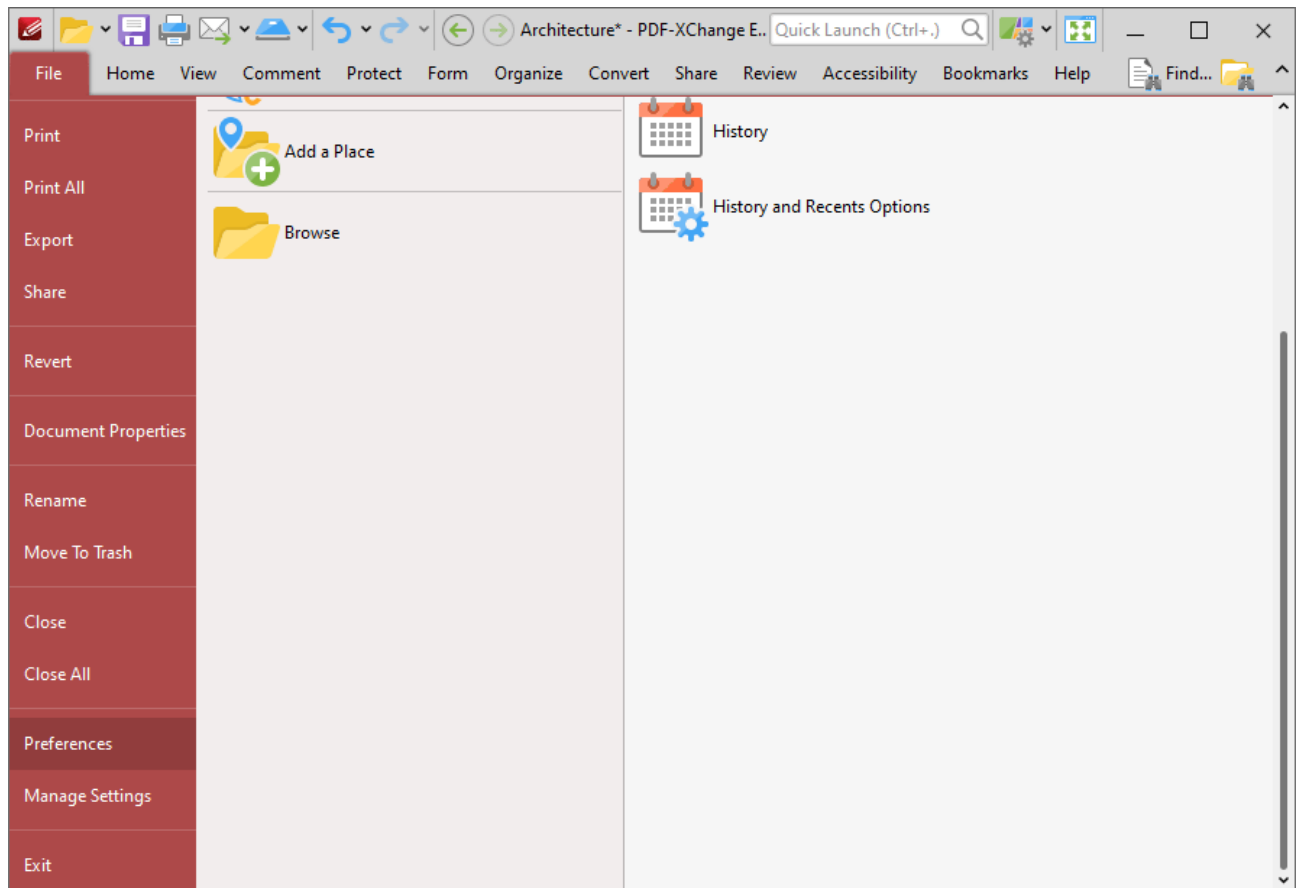 Architecture* - PDF-XChange E..
Quick Launch (Ctrl+.)
File Home View Comment Protect Form Organize Convert Share Review Accessibility Bookmarks Help Find...
Print
Print All
Export
Share
Revert
Document Properties
Rename
Move To Trash
Close
Close All
Preferences
Manage Settings
Exit
Add a Place
Browse
History
History and Recents Options